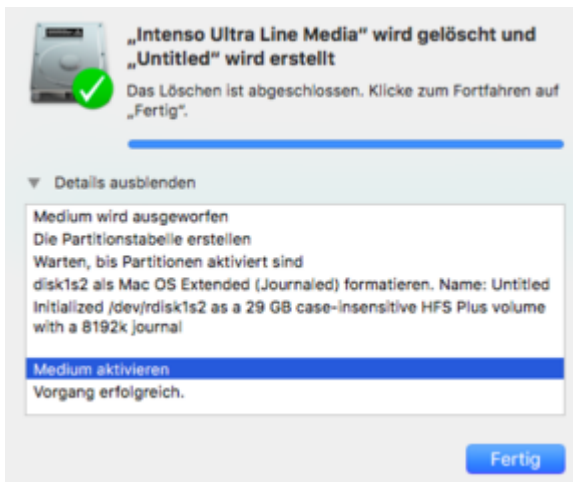 „Intenso Ultra Line Media“ wird gelöscht und
„Untitled“ wird erstellt
Das Löschen ist abgeschlossen. Klicke zum Fortfahren auf
„Fertig“.
Details ausblenden
Medium wird ausgeworfen
Die Partitionstabelle erstellen
Warten, bis Partitionen aktiviert sind
disk1s2 als Mac OS Extended (Journaled) formatieren. Name: Untitled
Initialized /dev/rdisk1s2 as a 29 GB case-insensitive HFS Plus volume
with a 8192k journal
Medium aktivieren
Vorgang erfolgreich.
Fertig